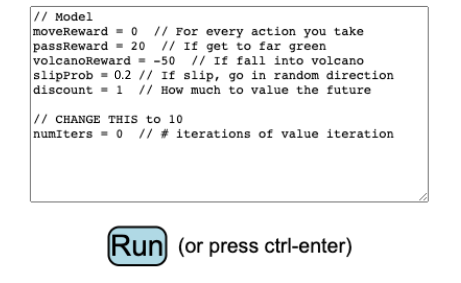 // Model
moveReward = 0  // For every action you take
passReward = 20  // If get to far green
volcanoReward = -50  // If fall into volcano
slipProb = 0.2 // If slip, go in random direction
discount = 1  // How much to value the future
// CHANGE THIS to 10
numIters = 0  // # iterations of value iteration
Run (or press ctrl-enter)